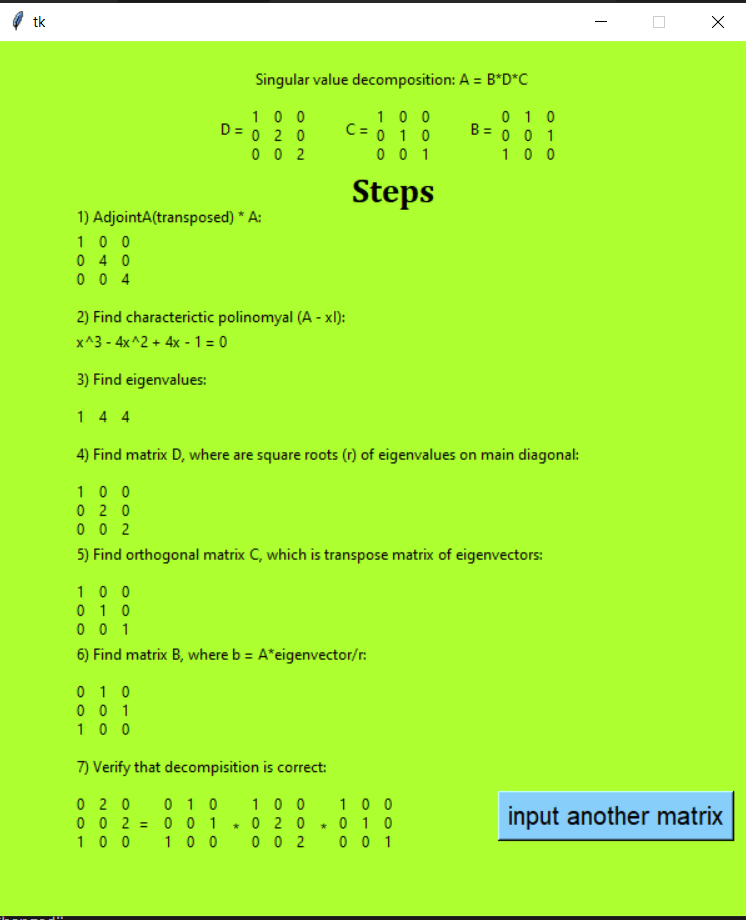 tk
Singular value decomposition: A = B*D*C
1 0 0 1 0 0 0 1 0
D = 0 2 0 C = 0 1 0 B = 0 0 1
0 0 2 0 0 1 1 0 0
Steps
1) AdjointA(transposed) * A:
1 0 0
0 4 0
0 0 4
2) Find charterictic polinomyal (A - xI):
x^3 - 4x^2 + 4x - 1 = 0
3) Find eigenvalues:
1 4 4
4) Find matrix D, where are square roots (r) of eigenvalues on main diagonal:
1 0 0
0 2 0
0 0 2
5) Find orthogonal matrix C, which is transpose matrix of eigenvectors:
1 0 0
0 1 0
0 0 1
6) Find matrix B, where b = A*eigenvector/r:
0 1 0
0 0 1
1 0 0
7) Verify that decompisition is correct:
0 2 0 0 1 0 1 0 0 1 0 0
0 0 2 = 0 0 1 * 0 2 0 * 0 1 0
1 0 0 1 0 0 0 0 2 0 0 1
input another matrix